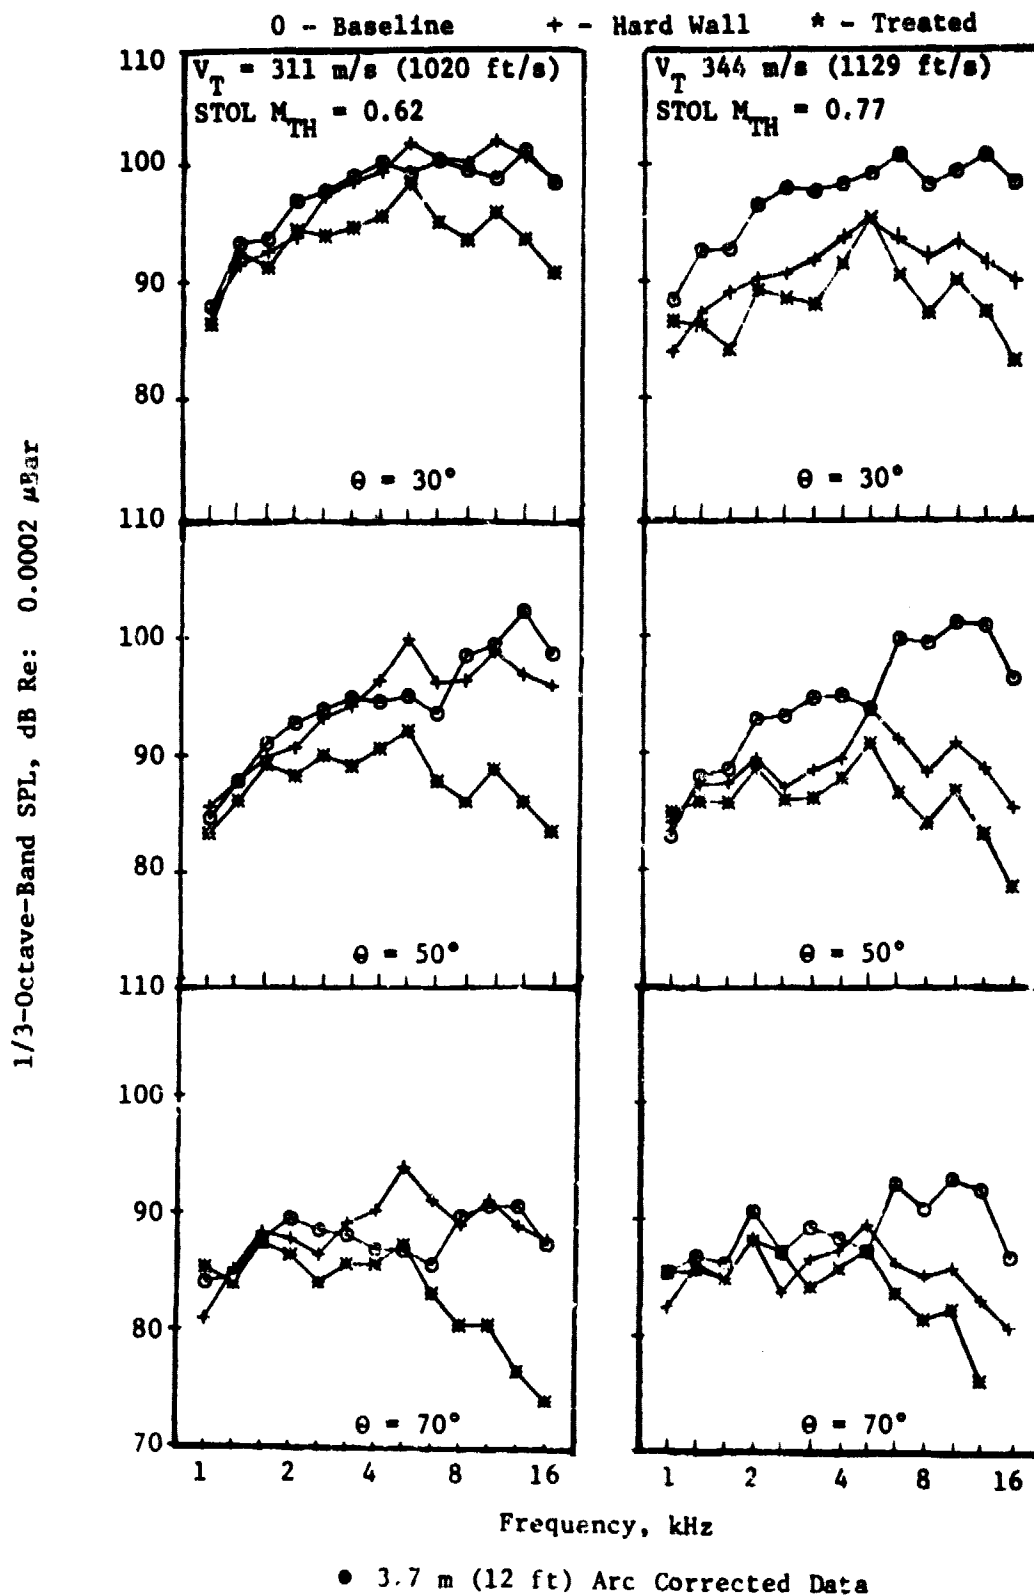 0 - Baseline + - Hard Wall * - Treated
V_T = 311 m/s (1020 ft/s)
STOL M_TH = 0.62
V_T 344 m/s (1129 ft/s)
STOL M_TH = 0.77
110
100
90
80
θ = 30°
θ = 30°
110
100
90
80
θ = 50°
θ = 50°
110
100
90
80
70
θ = 70°
θ = 70°
1 2 4 8 16
1 2 4 8 16
1/3-Octave-Band SPL, dB Re: 0.0002 μBar
Frequency, kHz
● 3.7 m (12 ft) Arc Corrected Data